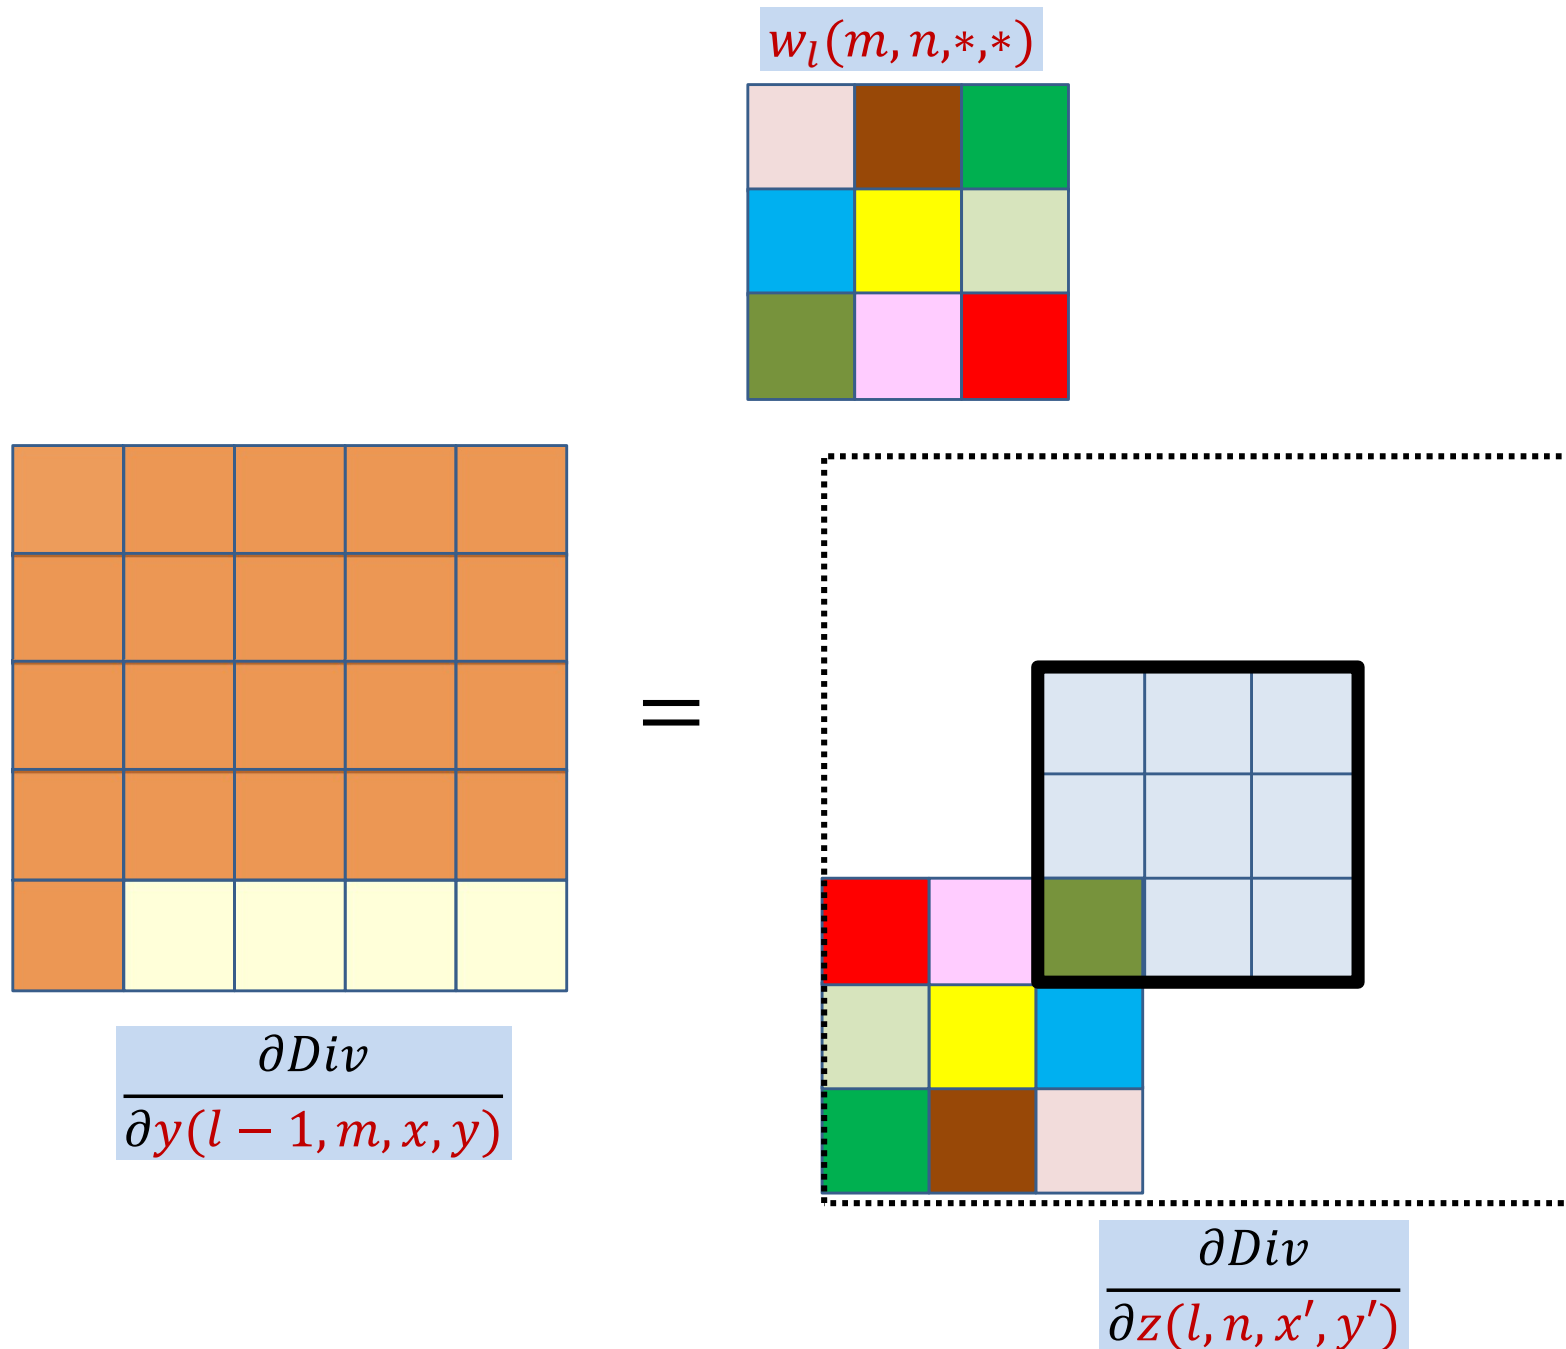 w_l(m, n,∗,∗)
=
∂Div
∂y(l − 1, m, x, y)
∂Div
∂z(l, n, x′, y′)